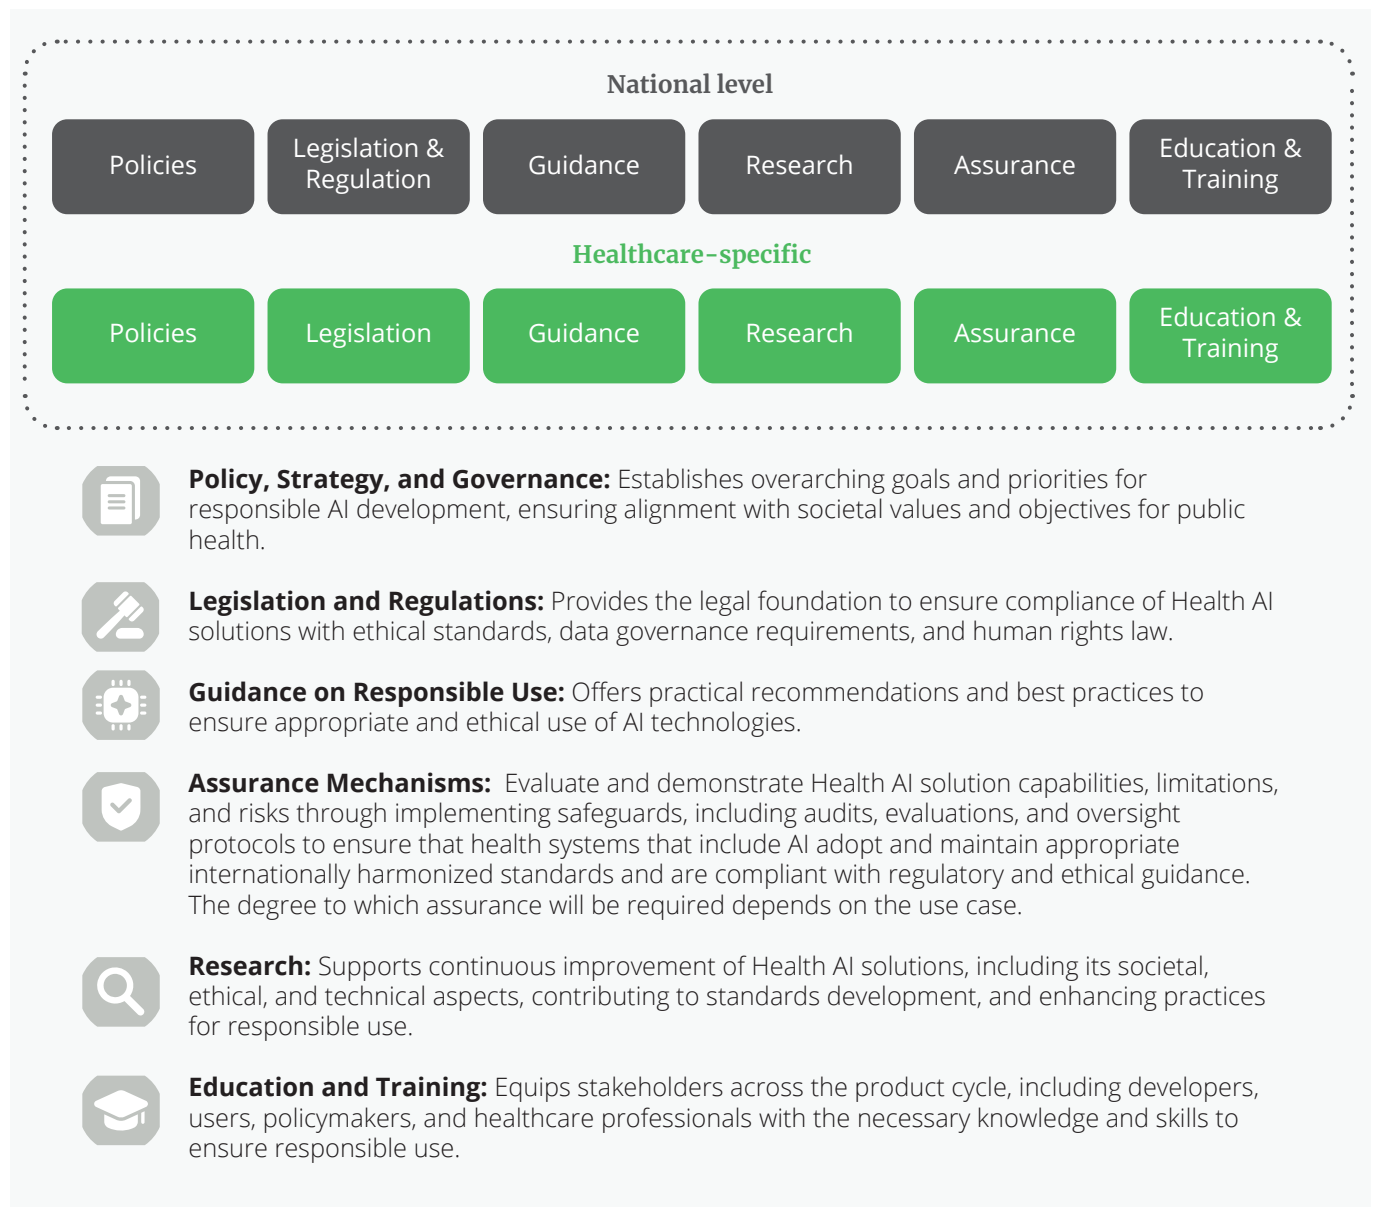 National level
Policies
Legislation &
Regulation
Guidance
Research
Assurance
Education &
Training
Healthcare-specific
Policies
Legislation
Guidance
Research
Assurance
Education &
Training
Policy, Strategy, and Governance: Establishes overarching goals and priorities for
responsible AI development, ensuring alignment with societal values and objectives for public
health.
Legislation and Regulations: Provides the legal foundation to ensure compliance of Health AI
solutions with ethical standards, data governance requirements, and human rights law.
Guidance on Responsible Use: Offers practical recommendations and best practices to
ensure appropriate and ethical use of AI technologies.
Assurance Mechanisms: Evaluate and demonstrate Health AI solution capabilities, limitations,
and risks through implementing safeguards, including audits, evaluations, and oversight
protocols to ensure that health systems that include AI adopt and maintain appropriate
internationally harmonized standards and are compliant with regulatory and ethical guidance.
The degree to which assurance will be required depends on the use case.
Research: Supports continuous improvement of Health AI solutions, including its societal,
ethical, and technical aspects, contributing to standards development, and enhancing practices
for responsible use.
Education and Training: Equips stakeholders across the product cycle, including developers,
users, policymakers, and healthcare professionals with the necessary knowledge and skills to
ensure responsible use.